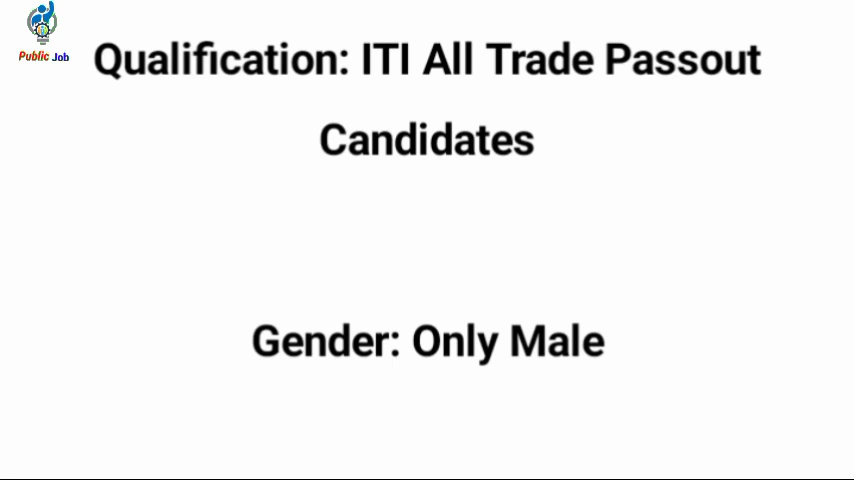 Public Job
Qualification: ITI All Trade Passout
Candidates
Gender: Only Male